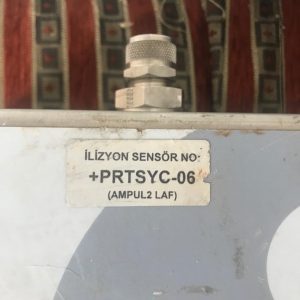 İLİZYON SENSÖR NO:
+PRTSYC-06
(AMPUL2 LAF)